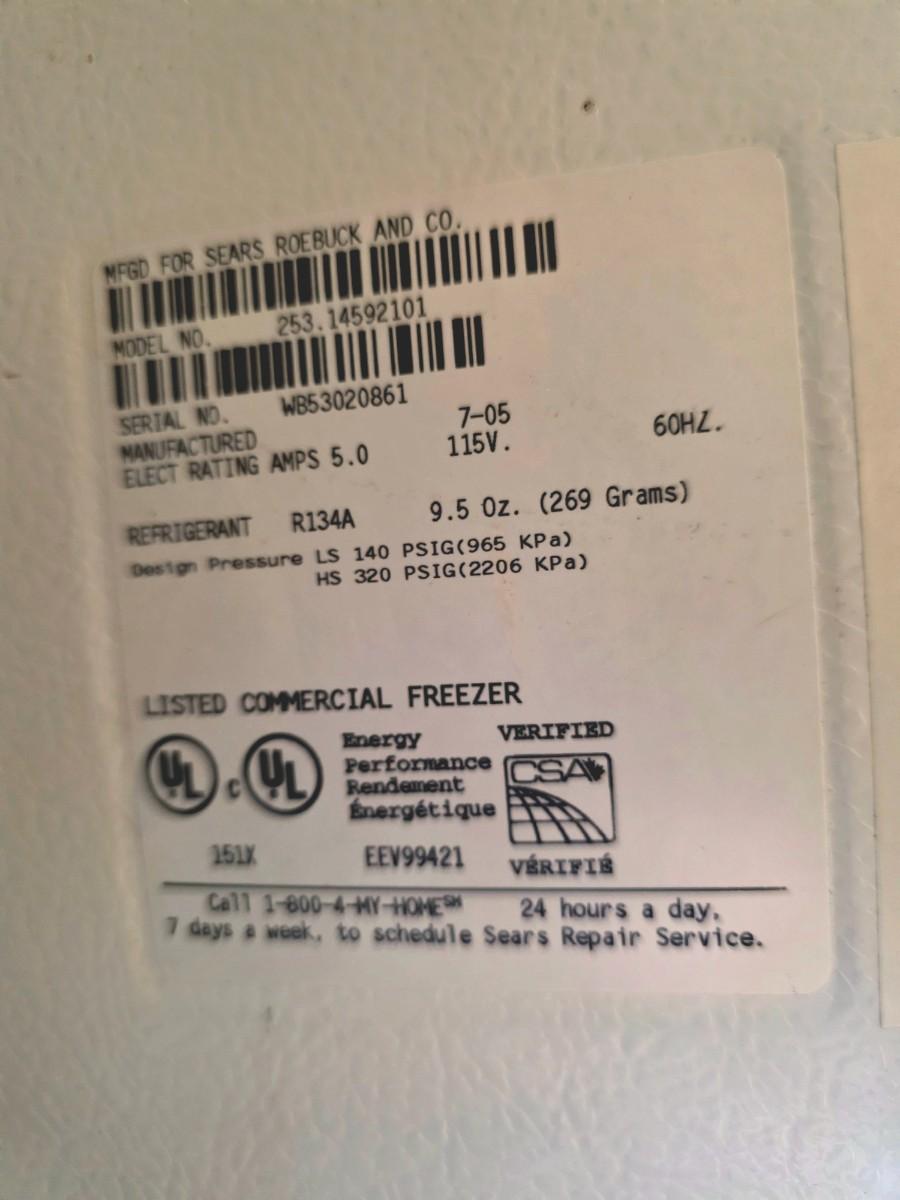 MFGD FOR SEARS ROEBUCK AND CO.
MODEL NO. 253.14592101
SERIAL NO. WB53020861
MANUFACTURED 7-05
ELECT RATING AMPS 5.0 115V. 60HZ.
REFRIGERANT R134A 9.5 Oz. (269 Grams)
Design Pressure LS 140 PSIG(965 KPa)
HS 320 PSIG(2206 KPa)
LISTED COMMERCIAL FREEZER
UL c UL
Energy
Performance
Rendement
Énergétique
VERIFIED
CSA
VÉRIFIÉ
151X EEV99421
Call 1-800-4-MY-HOME℠ 24 hours a day,
7 days a week, to schedule Sears Repair Service.